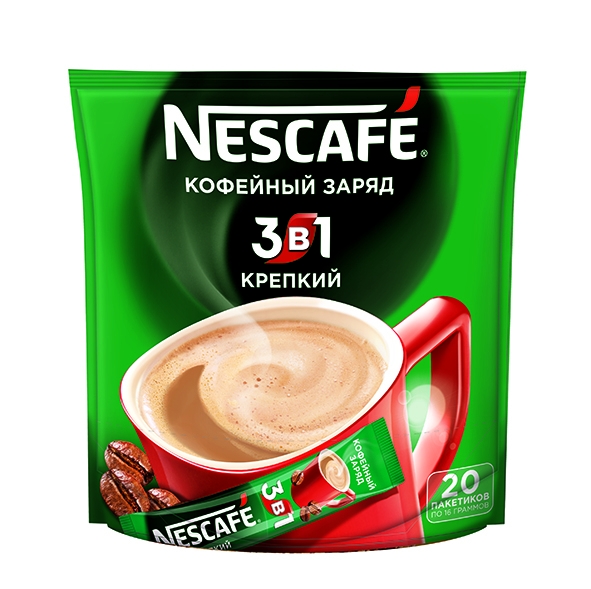 NESCAFÉ®
КОФЕЙНЫЙ ЗАРЯД
3В1
КРЕПКИЙ
КОФЕЙНЫЙ
ЗАРЯД
3В1
NESCAFÉ
20
ПАКЕТИКОВ
ПО 16 ГРАММОВ